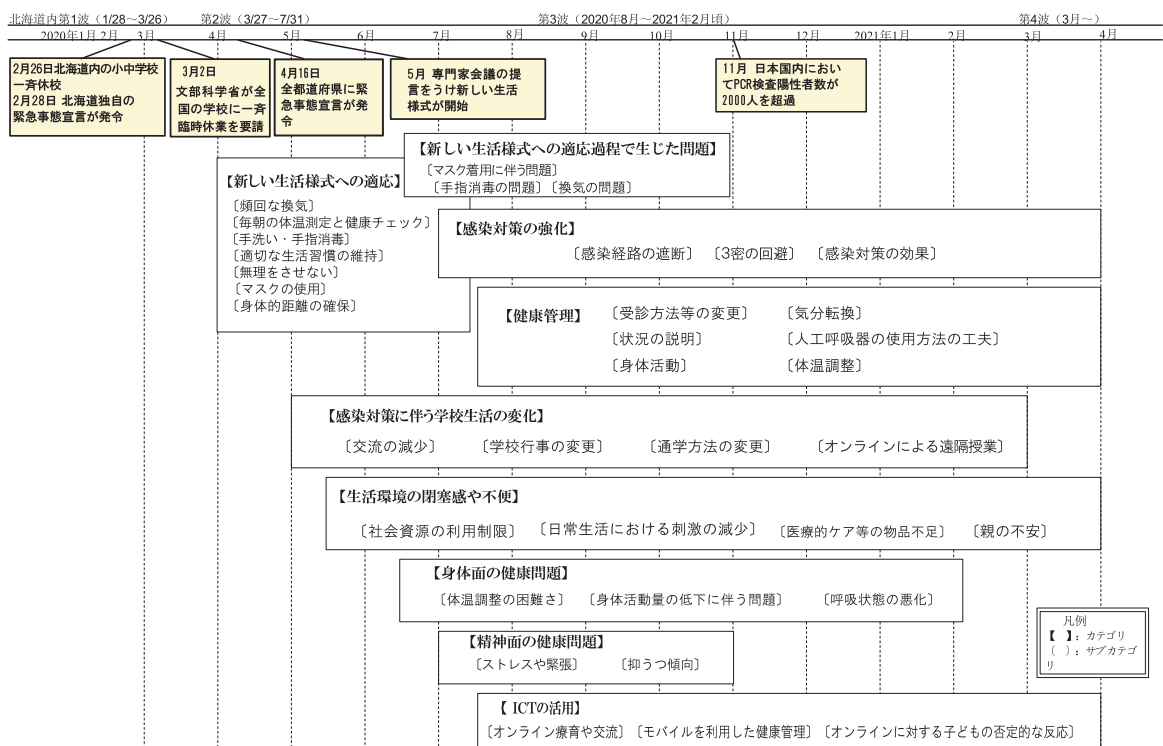 北海道内第1波（1/28～3/26）　第2波（3/27～7/31）　第3波（2020年8月～2021年2月頃）　第4波（3月～）
2020年1月 2月　3月　4月　5月　6月　7月　8月　9月　10月　11月　12月　2021年1月　2月　3月　4月
2月26日北海道内の小中学校
一斉休校
2月28日 北海道独自の
緊急事態宣言が発令
3月2日
文部科学省が全
国の学校に一斉
臨時休業を要請
4月16日
全都道府県に緊
急事態宣言が発
令
5月 専門家会議の提
言をうけ新しい生活
様式が開始
11月 日本国内におい
てPCR検査陽性者数が
2000人を超過
【新しい生活様式への適応過程で生じた問題】
〔マスク着用に伴う問題〕
〔手指消毒の問題〕〔換気の問題〕
【新しい生活様式への適応】
〔頻回な換気〕
〔毎朝の体温測定と健康チェック〕
〔手洗い・手指消毒〕
〔適切な生活習慣の維持〕
〔無理をさせない〕
〔マスクの使用〕
〔身体的距離の確保〕
【感染対策の強化】
〔感染経路の遮断〕〔3密の回避〕〔感染対策の効果〕
【健康管理】
〔受診方法等の変更〕　〔気分転換〕
〔状況の説明〕　〔人工呼吸器の使用方法の工夫〕
〔身体活動〕　〔体温調整〕
【感染対策に伴う学校生活の変化】
〔交流の減少〕　〔学校行事の変更〕　〔通学方法の変更〕　〔オンラインによる遠隔授業〕
【生活環境の閉塞感や不便】
〔社会資源の利用制限〕〔日常生活における刺激の減少〕〔医療的ケア等の物品不足〕〔親の不安〕
【身体面の健康問題】
〔体温調整の困難さ〕〔身体活動量の低下に伴う問題〕〔呼吸状態の悪化〕
【精神面の健康問題】
〔ストレスや緊張〕　〔抑うつ傾向〕
【 ICTの活用】
〔オンライン療育や交流〕〔モバイルを利用した健康管理〕〔オンラインに対する子どもの否定的な反応〕
凡例
【　】：カテゴリ
〔　〕：サブカテゴ
リ